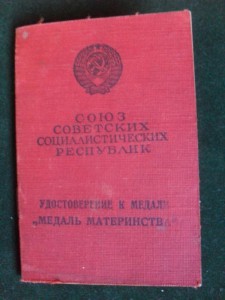 СОЮЗ
СОВЕТСКИХ
СОЦИАЛИСТИЧЕСКИХ
РЕСПУБЛИК
УДОСТОВЕРЕНИЕ К МЕДАЛИ
„МЕДАЛЬ МАТЕРИНСТВА"